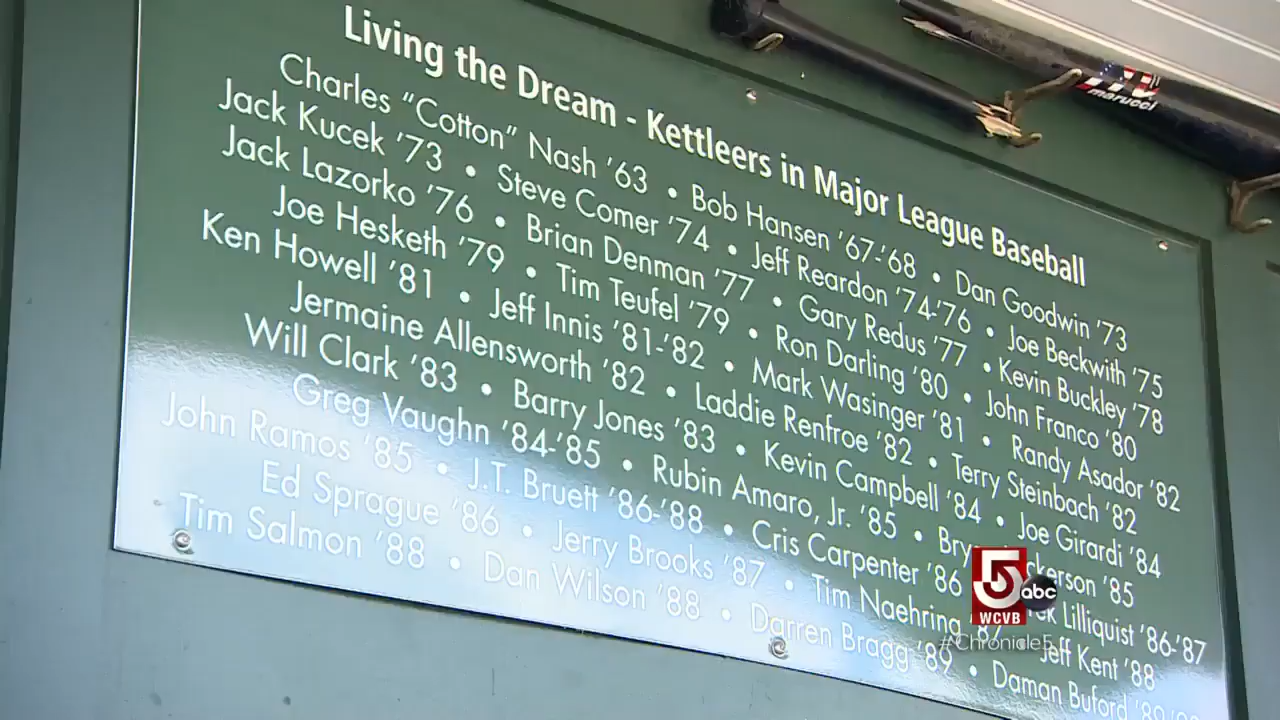 Living the Dream - Kettleers in Major League Baseball
Charles “Cotton” Nash ’63 • Bob Hansen ’67-’68 • Dan Goodwin ’73
Jack Kucek ’73 • Steve Comer ’74 • Jeff Reardon ’74-’76 • Joe Beckwith ’75
Jack Lazorko ’76 • Brian Denman ’77 • Gary Redus ’77 • Kevin Buckley ’78
Joe Hesketh ’79 • Tim Teufel ’79 • Ron Darling ’80 • John Franco ’80
Ken Howell ’81 • Jeff Innis ’81-’82 • Mark Wasinger ’81 • Randy Asador ’82
Jermaine Allensworth ’82 • Laddie Renfroe ’82 • Terry Steinbach ’82
Will Clark ’83 • Barry Jones ’83 • Kevin Campbell ’84 • Joe Girardi ’84
Greg Vaughn ’84-’85 • Rubin Amaro, Jr. ’85 • ’85
John Ramos ’85 • J.T. Bruett ’86-’88 • Cris Carpenter ’86 Lilliquist ’86-’87
Ed Sprague ’86 • Jerry Brooks ’87 • Tim Naehring ’87 Jeff Kent ’88
Tim Salmon ’88 • Dan Wilson ’88 • Darren Bragg ’89 • Daman Buford
marucci
5 abc
WCVB
#Chronicle5